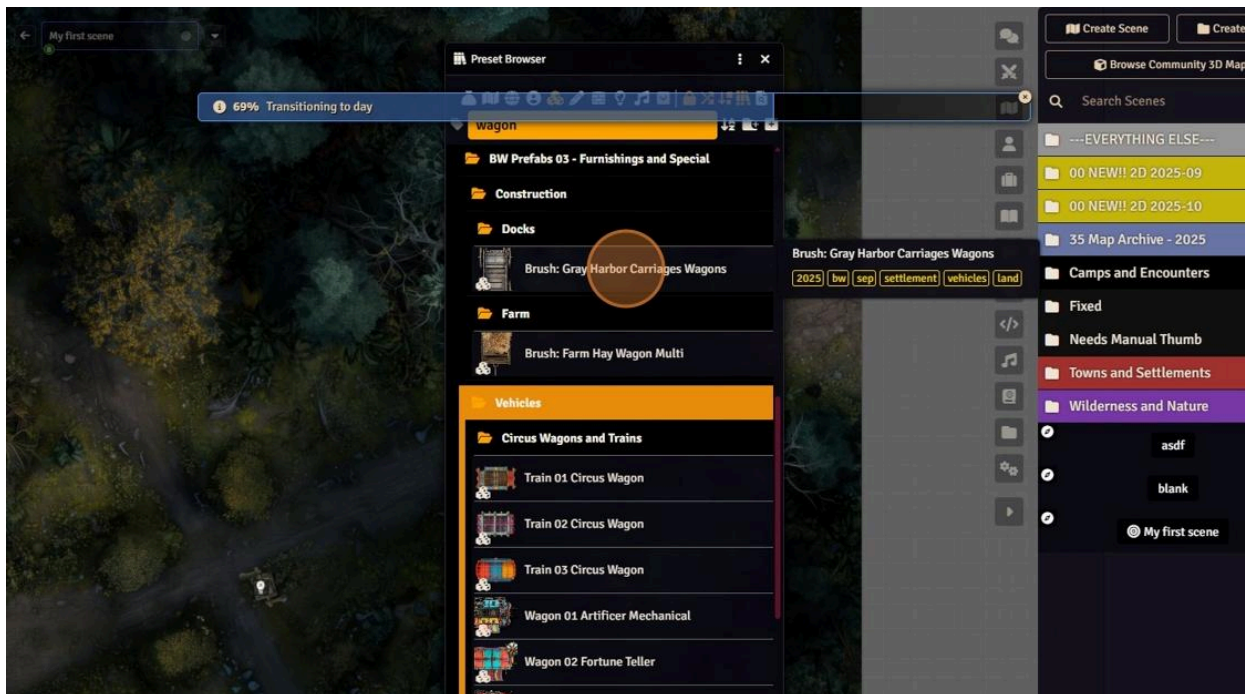 My first scene
Preset Browser
69% Transitioning to day
wagon
BW Prefabs 03 - Furnishings and Special
Construction
Docks
Brush: Gray Harbor Carriages Wagons
Farm
Brush: Farm Hay Wagon Multi
Vehicles
Circus Wagons and Trains
Train 01 Circus Wagon
Train 02 Circus Wagon
Train 03 Circus Wagon
Wagon 01 Artificer Mechanical
Wagon 02 Fortune Teller
Brush: Gray Harbor Carriages Wagons
2025 bw sep settlement vehicles land
Create Scene
Create
Browse Community 3D Map
Search Scenes
---EVERYTHING ELSE---
00 NEW!! 2D 2025-09
00 NEW!! 2D 2025-10
35 Map Archive - 2025
Camps and Encounters
Fixed
Needs Manual Thumb
Towns and Settlements
Wilderness and Nature
asdf
blank
My first scene